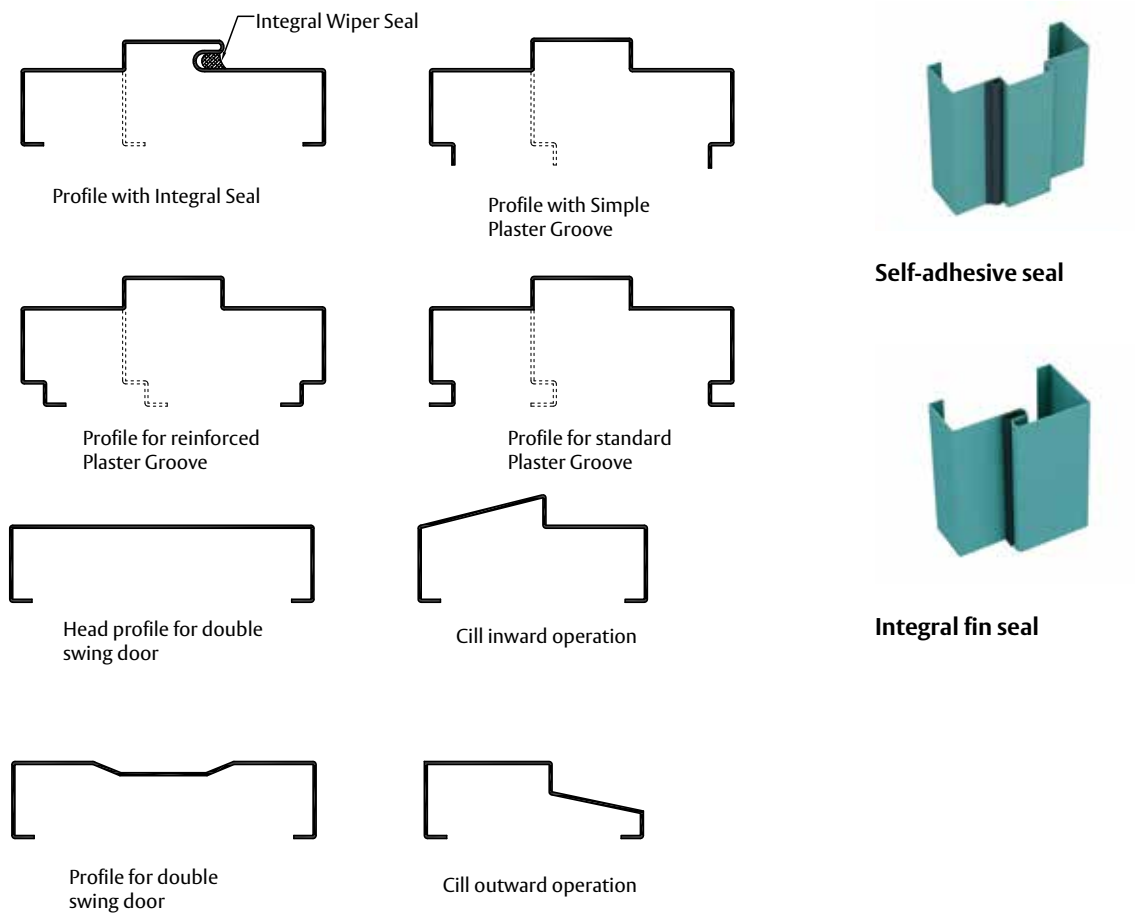 Integral Wiper Seal
Profile with Integral Seal
Profile with Simple
Plaster Groove
Self-adhesive seal
Profile for reinforced
Plaster Groove
Profile for standard
Plaster Groove
Head profile for double
swing door
Cill inward operation
Integral fin seal
Profile for double
swing door
Cill outward operation